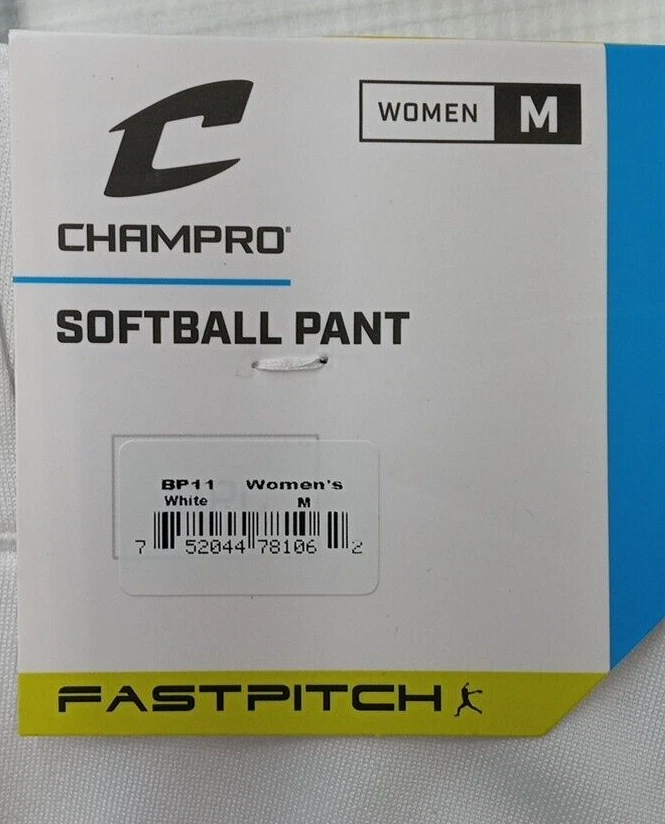 WOMEN M
CHAMPRO®
SOFTBALL PANT
BP11 Women's
White M
7 52044 78106 2
FASTPITCH